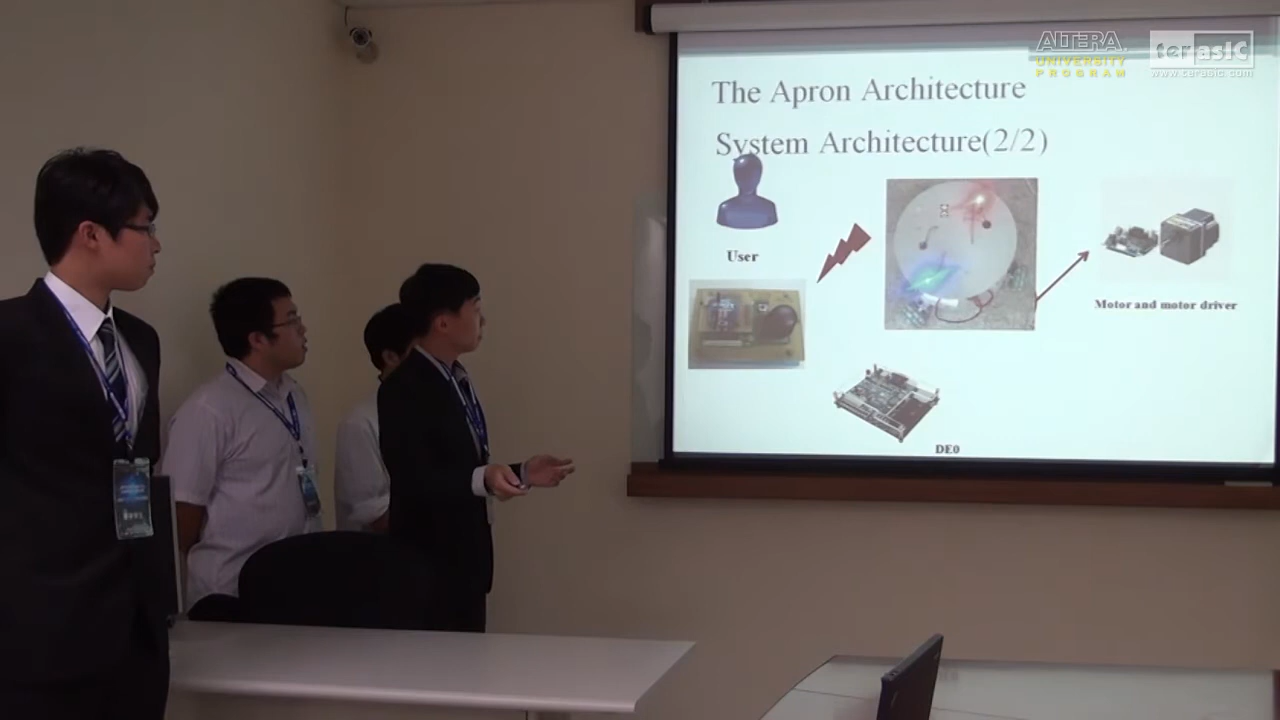 ALTERA
UNIVERSITY
PROGRAM
terasic
www.terasic.com
The Apron Architecture
System Architecture(2/2)
User
Motor and motor driver
DE0